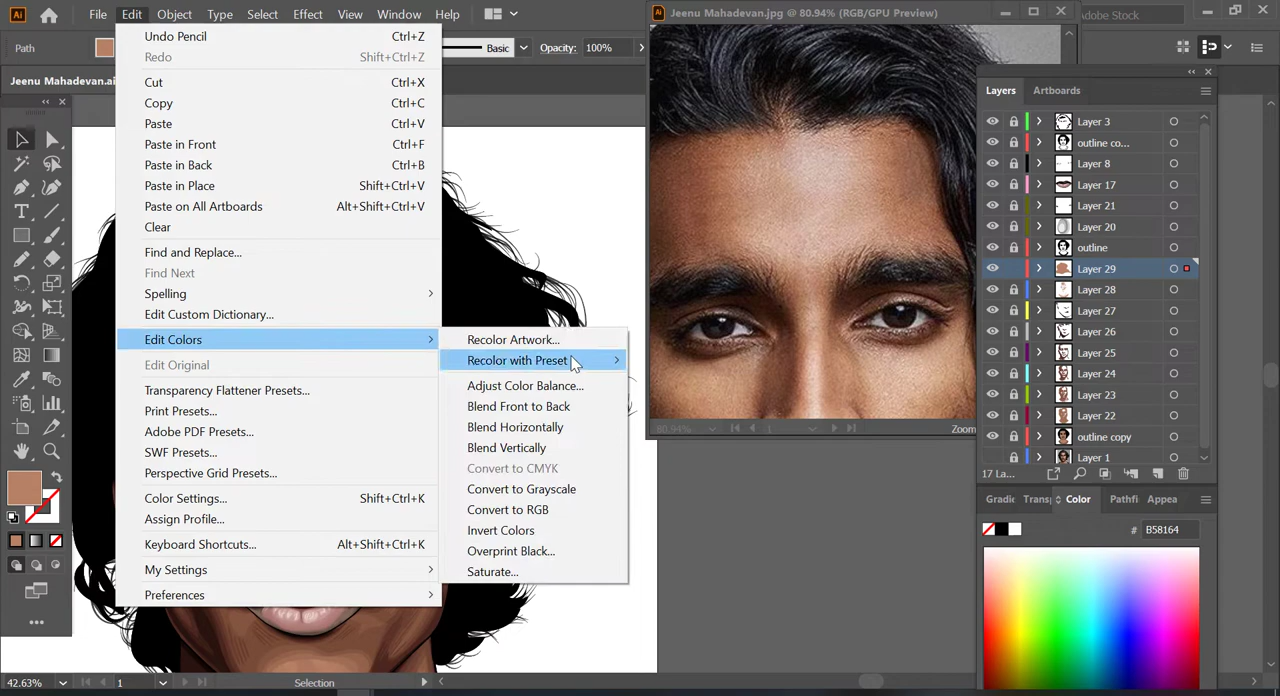 Ai File Edit Object Type Select Effect View Window Help
Ai Jeenu Mahadevan.jpg @ 80.94% (RGB/GPU Preview)
Adobe Stock
Path Basic Opacity: 100%
Jeenu Mahadevan.ai
Undo Pencil Ctrl+Z
Redo Shift+Ctrl+Z
Cut Ctrl+X
Copy Ctrl+C
Paste Ctrl+V
Paste in Front Ctrl+F
Paste in Back Ctrl+B
Paste in Place Shift+Ctrl+V
Paste on All Artboards Alt+Shift+Ctrl+V
Clear
Find and Replace...
Find Next
Spelling
Edit Custom Dictionary...
Edit Colors
Edit Original
Transparency Flattener Presets...
Print Presets...
Adobe PDF Presets...
SWF Presets...
Perspective Grid Presets...
Color Settings... Shift+Ctrl+K
Assign Profile...
Keyboard Shortcuts... Alt+Shift+Ctrl+K
My Settings
Preferences
Recolor Artwork...
Recolor with Preset
Adjust Color Balance...
Blend Front to Back
Blend Horizontally
Blend Vertically
Convert to CMYK
Convert to Grayscale
Convert to RGB
Invert Colors
Overprint Black...
Saturate...
80.94% 1 Zoom
Layers Artboards
Layer 3
outline co...
Layer 8
Layer 17
Layer 21
Layer 20
outline
Layer 29
Layer 28
Layer 27
Layer 26
Layer 25
Layer 24
Layer 23
Layer 22
outline copy
Layer 1
17 La...
Gradi Transp Color Pathfi Appea
# B58164
42.63% 1 Selection